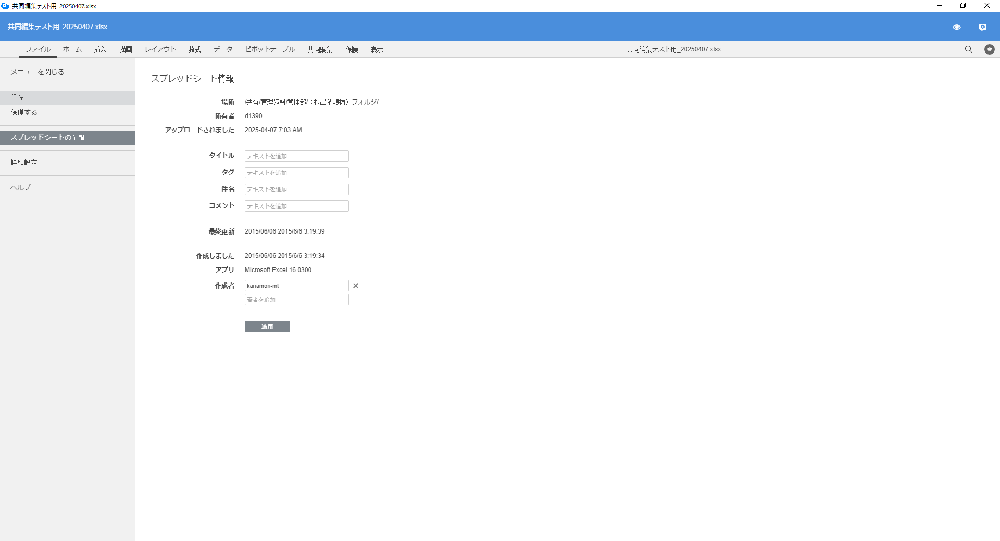 共同編集テスト用_20250407.xlsx
共同編集テスト用_20250407.xlsx
ファイル ホーム 挿入 描画 レイアウト 数式 データ ピボットテーブル 共同編集 保護 表示 共同編集テスト用_20250407.xlsx 金
メニューを閉じる
保存
保護する
スプレッドシートの情報
詳細設定
ヘルプ
スプレッドシート情報
場所 /共有/管理資料/管理部/（提出依頼物）フォルダ/
所有者 d1390
アップロードされました 2025-04-07 7:03 AM
タイトル テキストを追加
タグ テキストを追加
件名 テキストを追加
コメント テキストを追加
最終更新 2015/06/06 2015/6/6 3:19:39
作成しました 2015/06/06 2015/6/6 3:19:34
アプリ Microsoft Excel 16.0300
作成者 kanamori-mt
著者を追加
適用